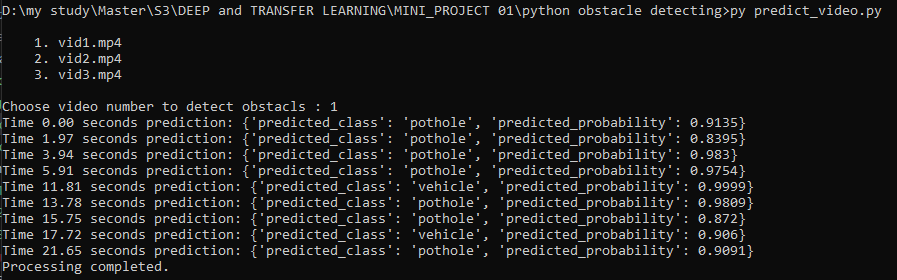 D:\my study\Master\S3\DEEP and TRANSFER LEARNING\MINI_PROJECT 01\python obstacle detecting>py predict_video.py
1. vid1.mp4
2. vid2.mp4
3. vid3.mp4
Choose video number to detect obstacls : 1
Time 0.00 seconds prediction: {'predicted_class': 'pothole', 'predicted_probability': 0.9135}
Time 1.97 seconds prediction: {'predicted_class': 'pothole', 'predicted_probability': 0.8395}
Time 3.94 seconds prediction: {'predicted_class': 'pothole', 'predicted_probability': 0.983}
Time 5.91 seconds prediction: {'predicted_class': 'pothole', 'predicted_probability': 0.9754}
Time 11.81 seconds prediction: {'predicted_class': 'vehicle', 'predicted_probability': 0.9999}
Time 13.78 seconds prediction: {'predicted_class': 'pothole', 'predicted_probability': 0.9809}
Time 15.75 seconds prediction: {'predicted_class': 'pothole', 'predicted_probability': 0.872}
Time 17.72 seconds prediction: {'predicted_class': 'vehicle', 'predicted_probability': 0.906}
Time 21.65 seconds prediction: {'predicted_class': 'pothole', 'predicted_probability': 0.9091}
Processing completed.